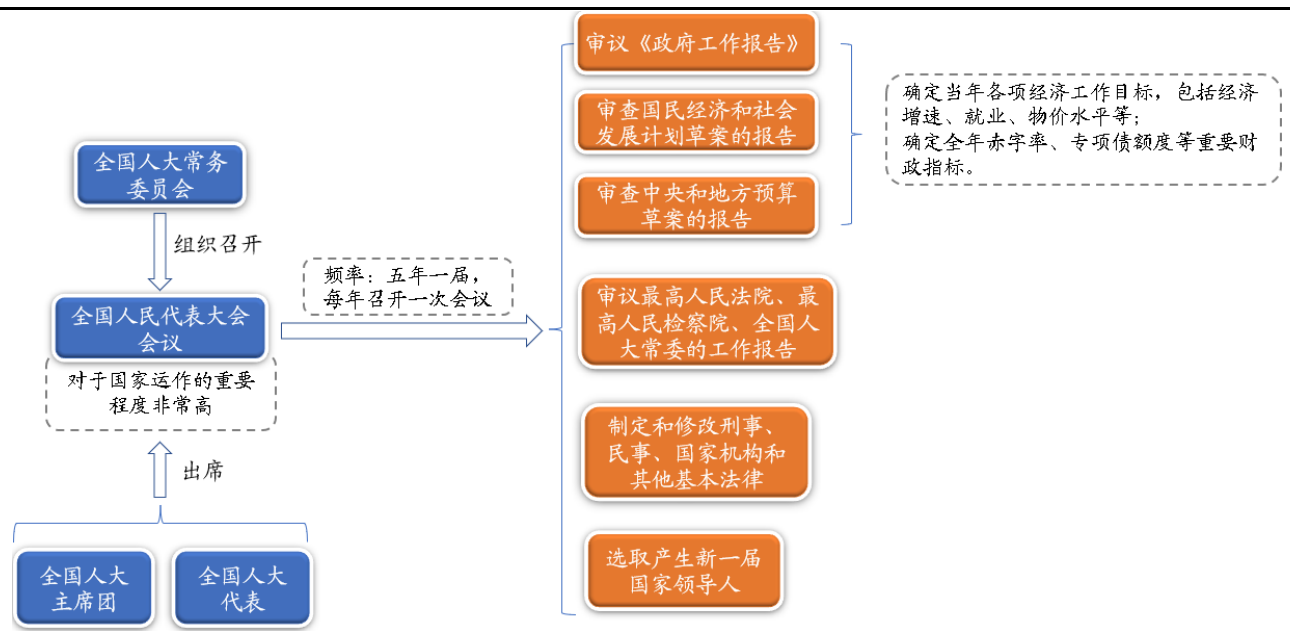 全国人大常务
委员会
组织召开
全国人民代表大会
会议
对于国家运作的重要
程度非常高
出席
全国人大
主席团
全国人大
代表
频率：五年一届，
每年召开一次会议
审议《政府工作报告》
审查国民经济和社会
发展计划草案的报告
审查中央和地方预算
草案的报告
确定当年各项经济工作目标，包括经济
增速、就业、物价水平等；
确定全年赤字率、专项债额度等重要财
政指标。
审议最高人民法院、最
高人民检察院、全国人
大常委的工作报告
制定和修改刑事、
民事、国家机构和
其他基本法律
选取产生新一届
国家领导人